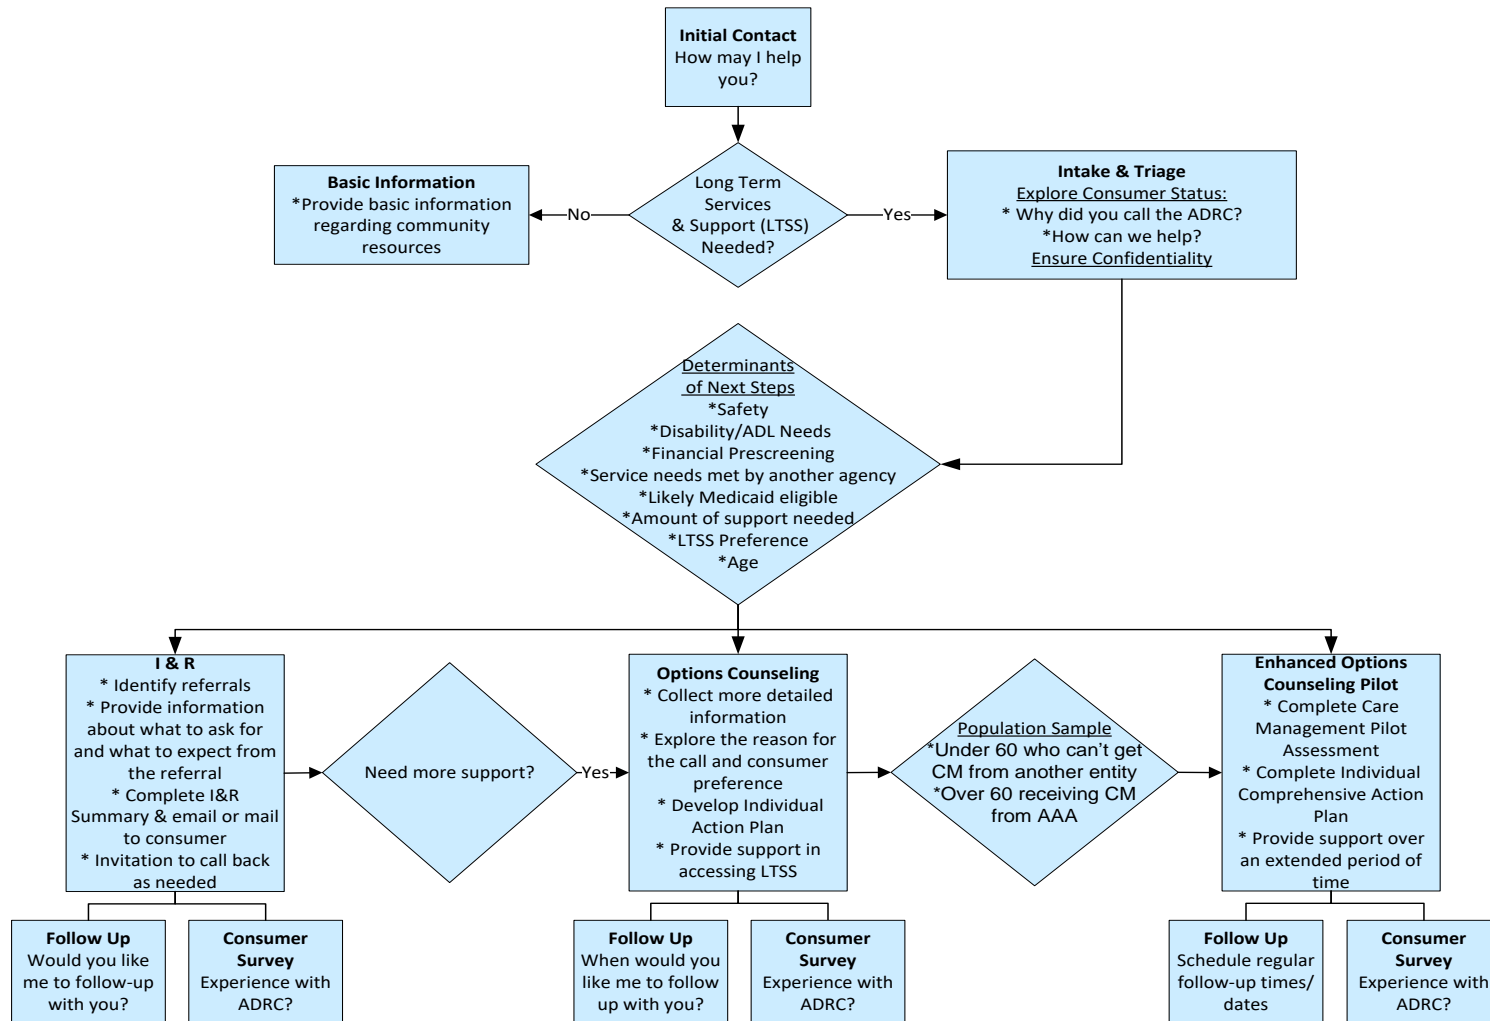 Initial Contact
How may I help
you?
Long Term
Services
& Support (LTSS)
Needed?
No
Yes
Basic Information
*Provide basic information
regarding community
resources
Intake & Triage
Explore Consumer Status:
* Why did you call the ADRC?
*How can we help?
Ensure Confidentiality
Determinants
of Next Steps
*Safety
*Disability/ADL Needs
*Financial Prescreening
*Service needs met by another agency
*Likely Medicaid eligible
*Amount of support needed
*LTSS Preference
*Age
I & R
* Identify referrals
* Provide information
about what to ask for
and what to expect from
the referral
* Complete I&R
Summary & email or mail
to consumer
* Invitation to call back
as needed
Need more support?
Yes
Options Counseling
* Collect more detailed
information
* Explore the reason for
the call and consumer
preference
* Develop Individual
Action Plan
* Provide support in
accessing LTSS
Population Sample
*Under 60 who can't get
CM from another entity
*Over 60 receiving CM
from AAA
Enhanced Options
Counseling Pilot
* Complete Care
Management Pilot
Assessment
* Complete Individual
Comprehensive Action
Plan
* Provide support over
an extended period of
time
Follow Up
Would you like
me to follow-up
with you?
Consumer
Survey
Experience with
ADRC?
Follow Up
When would you
like me to follow
up with you?
Consumer
Survey
Experience with
ADRC?
Follow Up
Schedule regular
follow-up times/
dates
Consumer
Survey
Experience with
ADRC?